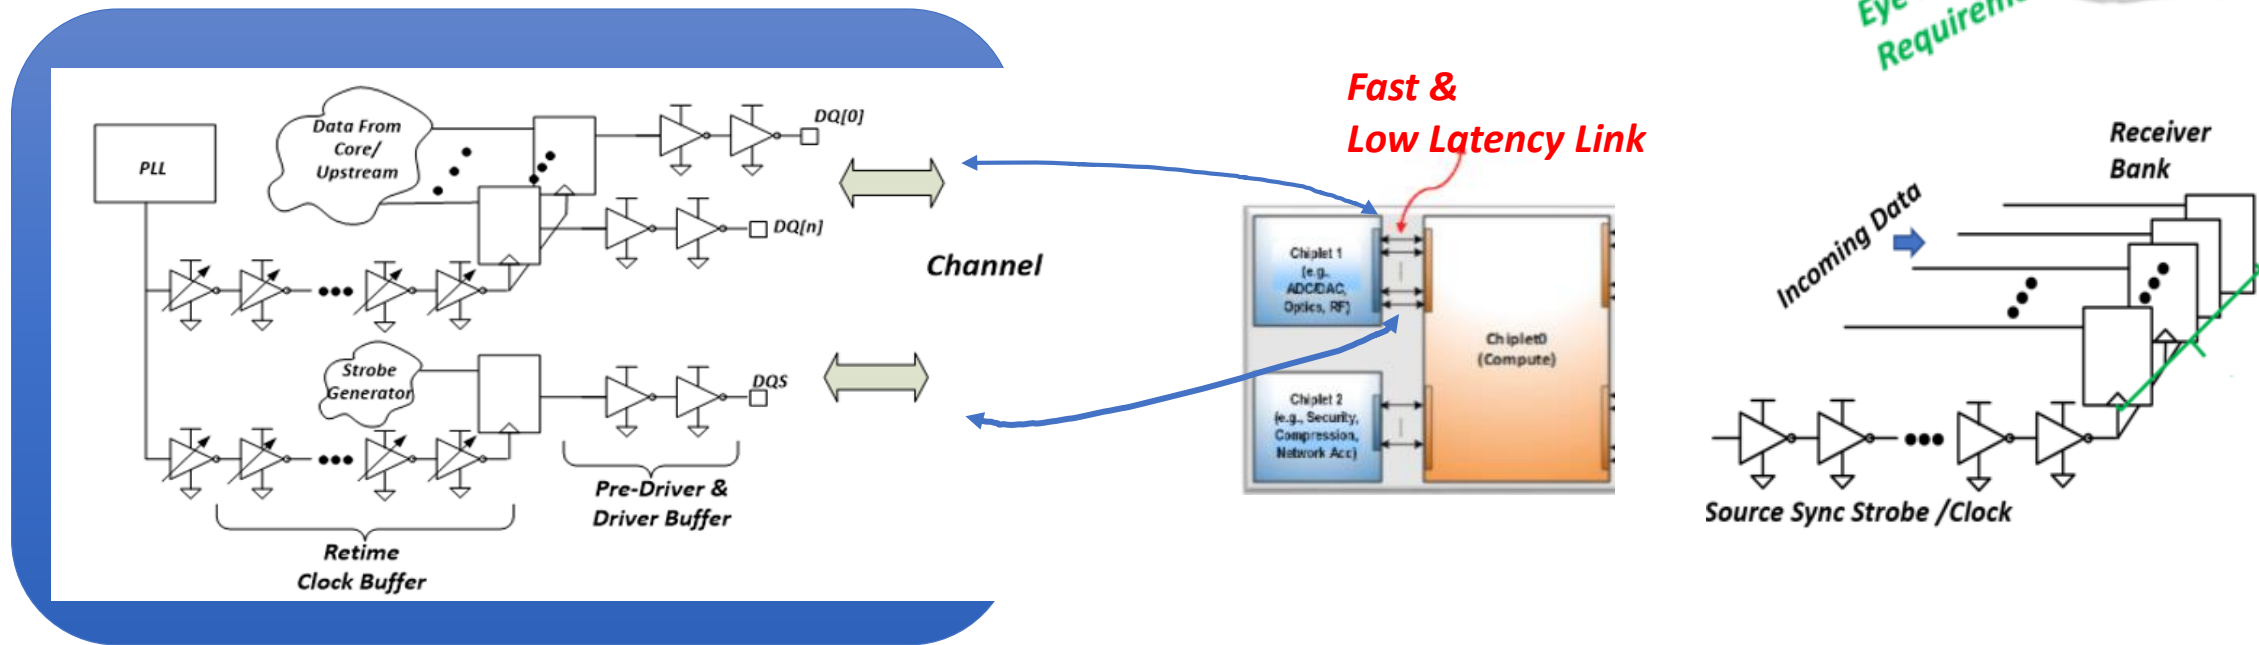 PLL
Data From
Core/
Upstream
DQ[0]
DQ[n]
Strobe
Generator
DQS
Pre-Driver &
Driver Buffer
Retime
Clock Buffer
Channel
Fast &
Low Latency Link
Chiplet 1
(e.g.,
ADC/DAC,
Optics, RF)
Chiplet 2
(e.g., Security,
Compression,
Network Acc)
Chiplet0
(Compute)
Eye
Receiver
Bank
Incoming Data
Source Sync Strobe /Clock